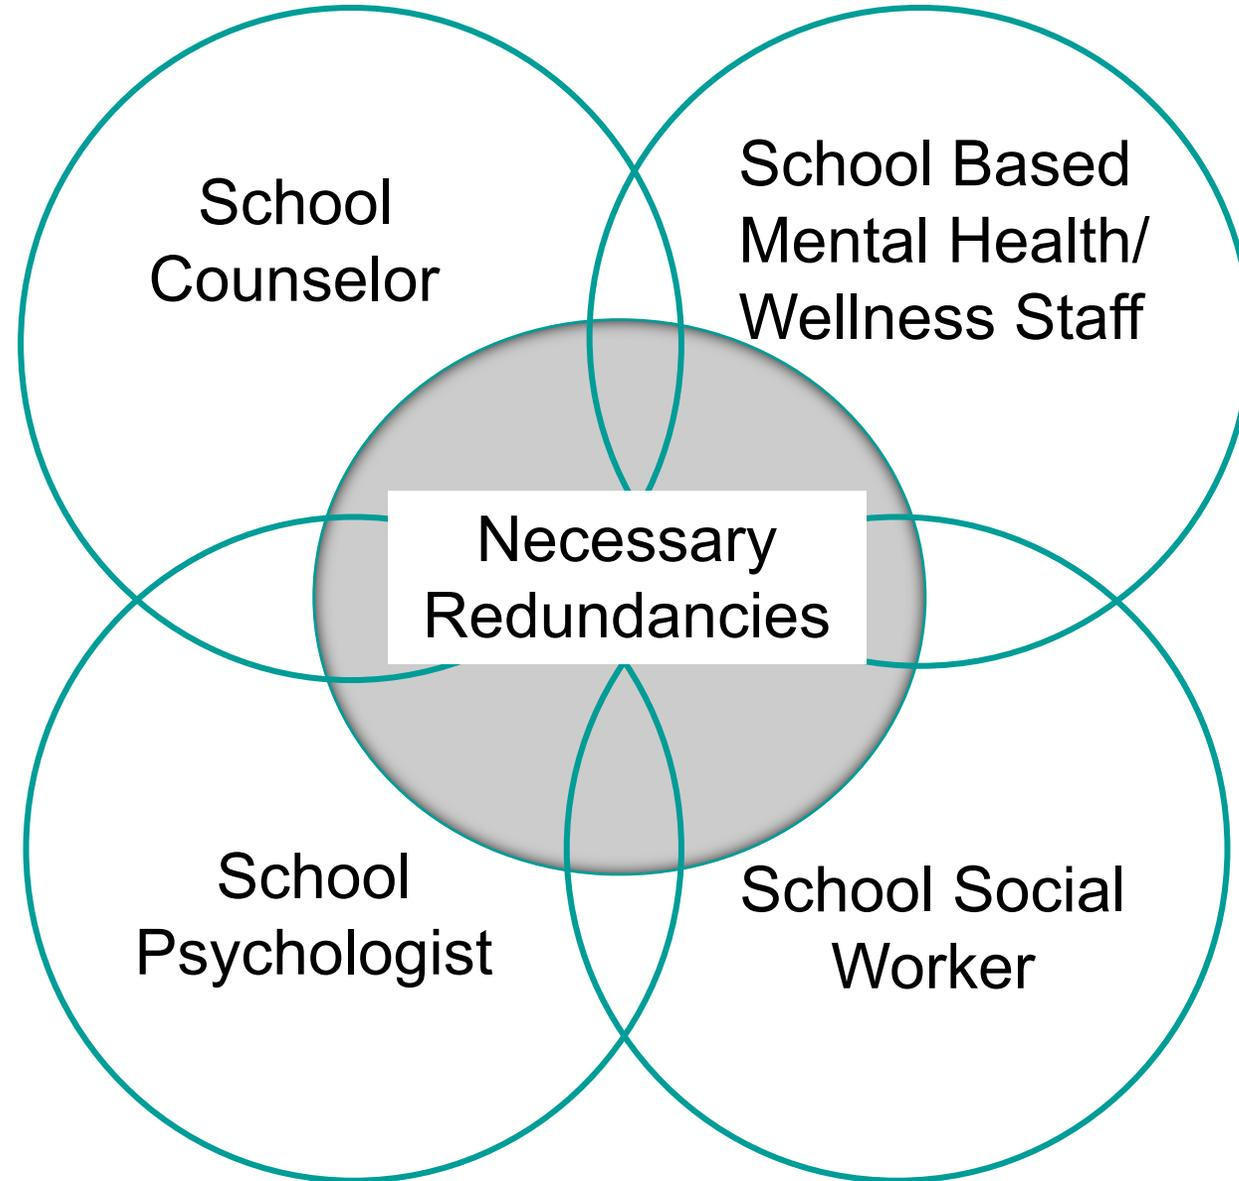 School
Counselor
School Based
Mental Health/
Wellness Staff
Necessary
Redundancies
School
Psychologist
School Social
Worker